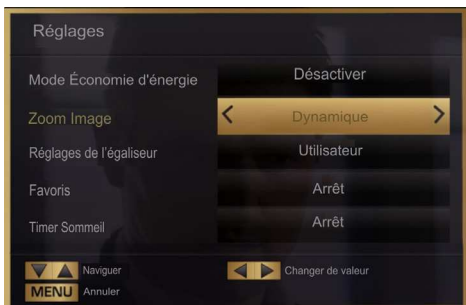 Réglages
Mode Économie d'énergie Désactiver
Zoom Image Dynamique
Réglages de l'égaliseur Utilisateur
Favoris Arrêt
Timer Sommeil Arrêt
Naviguer Changer de valeur
MENU Annuler